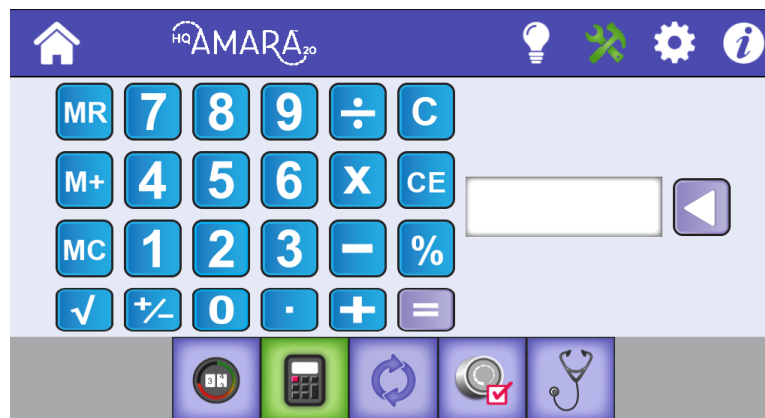 HQ AMARA 20
MR 7 8 9 ÷ C
M+ 4 5 6 X CE
MC 1 2 3 − %
√ +/− 0 . + =